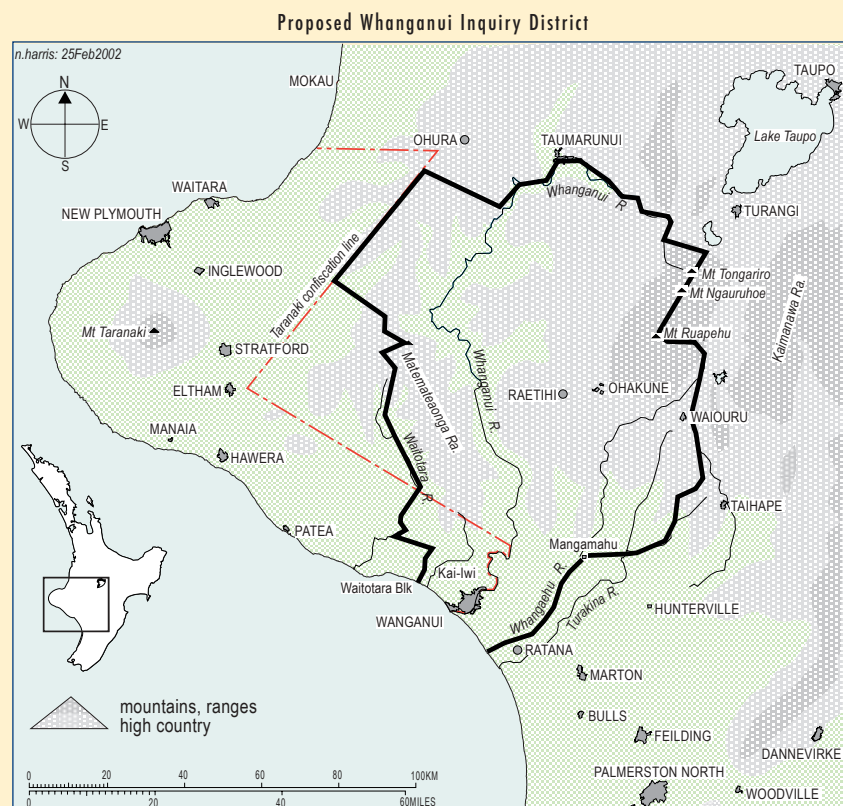 Proposed Whanganui Inquiry District
n.harris: 25Feb2002
MOKAU
TAUPO
N
W
E
S
OHURA
TAUMARUNUI
Lake Taupo
WAITARA
Whanganui R.
TURANGI
NEW PLYMOUTH
Taranaki confiscation line
INGLEWOOD
Mt Tongariro
Mt Ngauruhoe
Kaimanawa Ra.
Mt Taranaki
Mt Ruapehu
STRATFORD
Matemateaonga Ra.
Whanganui R.
ELTHAM
RAETIHI
OHAKUNE
MANAIA
WAIOURU
HAWERA
Waitotara R.
TAIHAPE
PATEA
Mangamahu
Kai-Iwi
Waitotara Blk
Whangaehu R.
Turakina R.
HUNTERVILLE
WANGANUI
RATANA
MARTON
mountains, ranges
high country
BULLS
FEILDING
DANNEVIRKE
PALMERSTON NORTH
WOODVILLE
0 20 40 60 80 100KM
0 20 40 60MILES